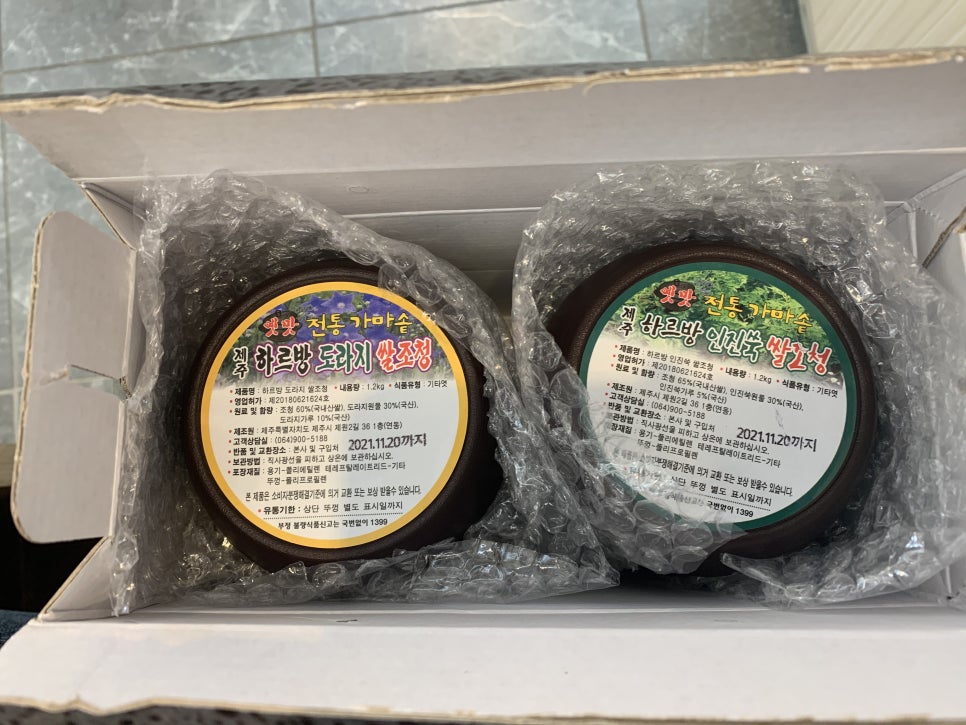 옛맛 전통 가마솥
제주 하르방 도라지 쌀조청
• 제품명 : 하르방 도라지 쌀조청 • 내용량 : 1.2kg • 식품유형 : 기타엿
• 영업허가 : 제20180621624호
• 원료 및 함량 : 조청 60%(국내산쌀), 도라지원물 30%(국산),
도라지가루 10%(국산)
• 제조원 : 제주특별자치도 제주시 제원2길 36 1층(연동)
• 고객상담실 : (064)900-5188
• 반품 및 교환장소 : 본사 및 구입처
2021.11.20까지
• 보관방법 : 직사광선을 피하고 상온에 보관하십시오.
• 포장재질 : 용기-폴리에틸렌 테레프탈레이트리드-기타
뚜껑-폴리프로필렌
본 제품은 소비자분쟁해결기준에 의거 교환 또는 보상 받을수 있습니다.
• 유통기한 : 상단 뚜껑 별도 표시일까지
부정 불량식품신고는 국번없이 1399
옛맛 전통 가마솥
제주 하르방 인진쑥 쌀조청
• 제품명 : 하르방 인진쑥 쌀조청 • 내용량 : 1.2kg • 식품유형 : 기타엿
• 영업허가 : 제20180621624호
• 원료 및 함량 : 조청 65%(국내산쌀), 인진쑥원물 30%(국산),
인진쑥가루 5%(국산)
• 제조원 : 제주시 제원2길 36 1층(연동)
• 고객상담실 : (064)900-5188
반품 및 교환장소 : 본사 및 구입처
2021.11.20까지
보관방법 : 직사광선을 피하고 상온에 보관하십시오.
포장재질 : 용기-폴리에틸렌 테레프탈레이트리드-기타
뚜껑-폴리프로필렌
제품은 소비자분쟁해결기준에 의거 교환 또는 보상 받을수 있습니다.
상단 뚜껑 별도 표시일까지
국번없이 1399